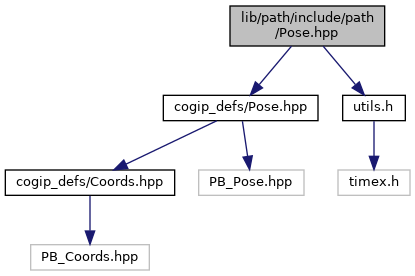 lib/path/include/path
/Pose.hpp
cogip_defs/Pose.hpp
utils.h
cogip_defs/Coords.hpp
PB_Pose.hpp
timex.h
PB_Coords.hpp